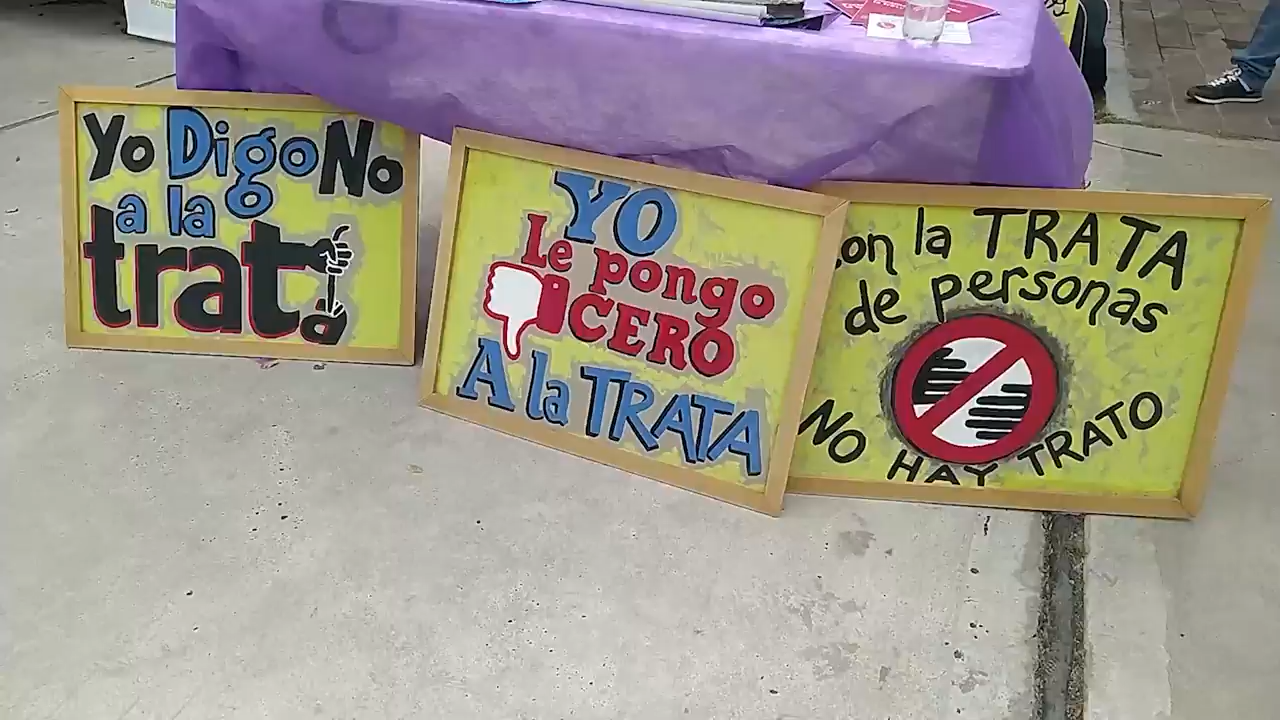 Yo Digo No
a la
trata
YO
Le pongo
CERO
A la TRATA
on la TRATA
de personas
NO HAY TRATO